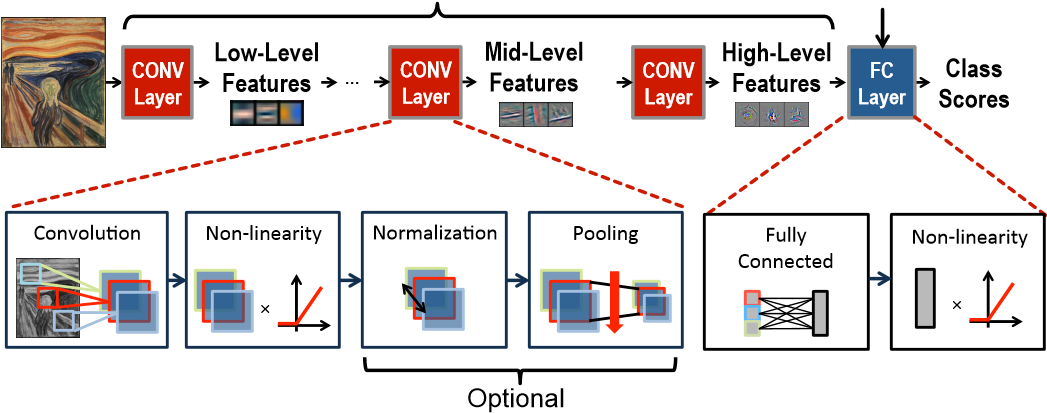 CONV
Layer
Low-Level
Features
...
CONV
Layer
Mid-Level
Features
CONV
Layer
High-Level
Features
FC
Layer
Class
Scores
Convolution
Non-linearity
×
Normalization
Pooling
Fully
Connected
Non-linearity
×
Optional